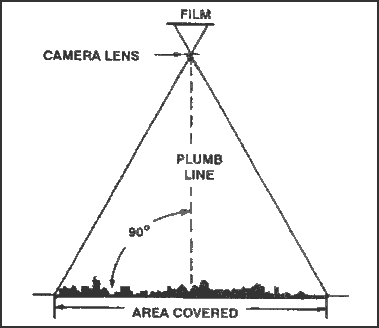 FILM
CAMERA LENS
PLUMB
LINE
90°
AREA COVERED